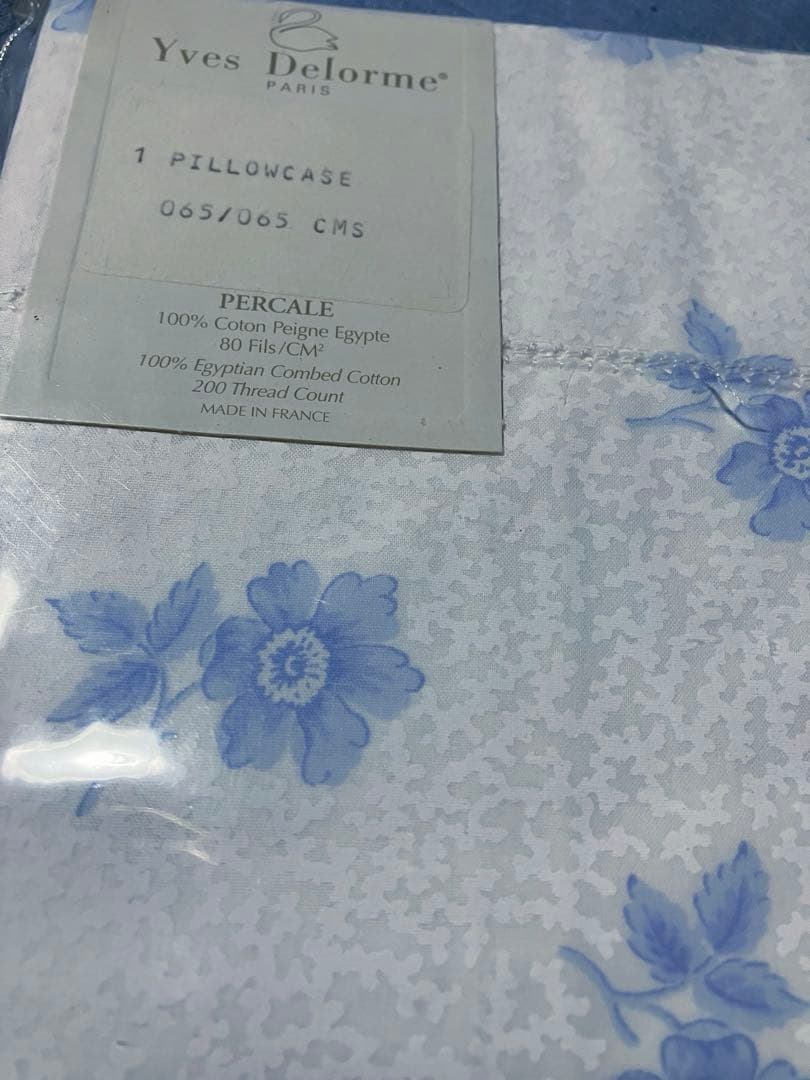 Yves Delorme®
PARIS
1 PILLOWCASE
065/065 CMS
PERCALE
100% Coton Peigne Egypte
80 Fils/CM²
100% Egyptian Combed Cotton
200 Thread Count
MADE IN FRANCE